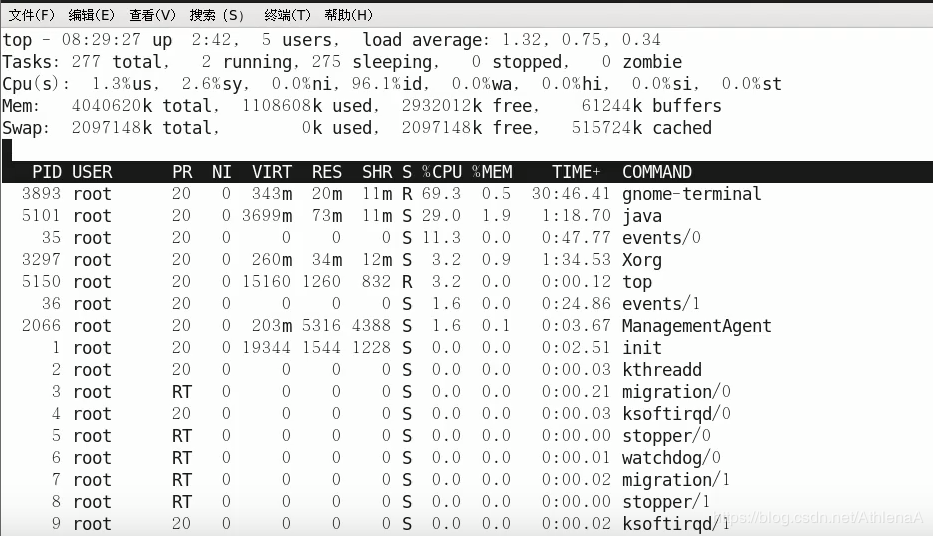 文件(F) 编辑(E) 查看(V) 搜索 (S) 终端(T) 帮助(H)
top - 08:29:27 up 2:42, 5 users, load average: 1.32, 0.75, 0.34
Tasks: 277 total, 2 running, 275 sleeping, 0 stopped, 0 zombie
Cpu(s): 1.3%us, 2.6%sy, 0.0%ni, 96.1%id, 0.0%wa, 0.0%hi, 0.0%si, 0.0%st
Mem: 4040620k total, 1108608k used, 2932012k free, 61244k buffers
Swap: 2097148k total, 0k used, 2097148k free, 515724k cached
PID USER PR NI VIRT RES SHR S %CPU %MEM TIME+ COMMAND
3893 root 20 0 343m 20m 11m R 69.3 0.5 30:46.41 gnome-terminal
5101 root 20 0 3699m 73m 11m S 29.0 1.9 1:18.70 java
35 root 20 0 0 0 0 S 11.3 0.0 0:47.77 events/0
3297 root 20 0 260m 34m 12m S 3.2 0.9 1:34.53 Xorg
5150 root 20 0 15160 1260 832 R 3.2 0.0 0:00.12 top
36 root 20 0 0 0 0 S 1.6 0.0 0:24.86 events/1
2066 root 20 0 203m 5316 4388 S 1.6 0.1 0:03.67 ManagementAgent
1 root 20 0 19344 1544 1228 S 0.0 0.0 0:02.51 init
2 root 20 0 0 0 0 S 0.0 0.0 0:00.03 kthreadd
3 root RT 0 0 0 0 S 0.0 0.0 0:00.21 migration/0
4 root 20 0 0 0 0 S 0.0 0.0 0:00.03 ksoftirqd/0
5 root RT 0 0 0 0 S 0.0 0.0 0:00.00 stopper/0
6 root RT 0 0 0 0 S 0.0 0.0 0:00.01 watchdog/0
7 root RT 0 0 0 0 S 0.0 0.0 0:00.02 migration/1
8 root RT 0 0 0 0 S 0.0 0.0 0:00.00 stopper/1
9 root 20 0 0 0 0 S 0.0 0.0 0:00.02 ksoftirqd/1
https://blog.csdn.net/AthlenaA